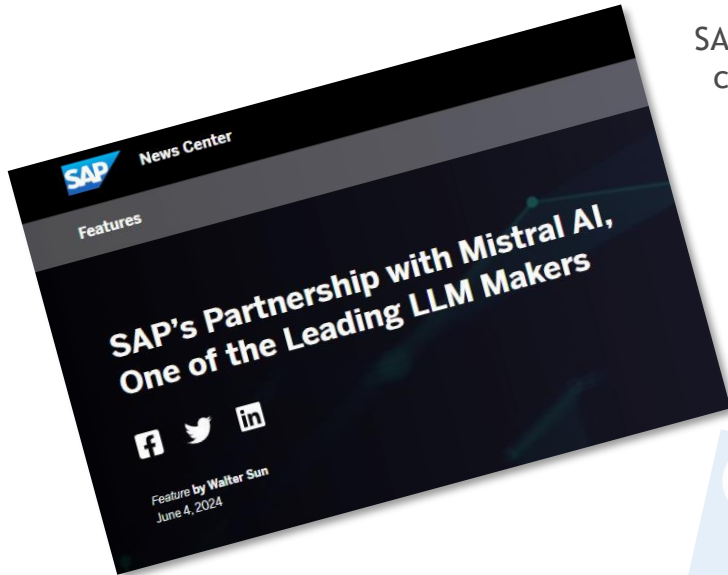 SAP
News Center
Features
SAP's Partnership with Mistral AI,
One of the Leading LLM Makers
Feature by Walter Sun
June 4, 2024
SA
c